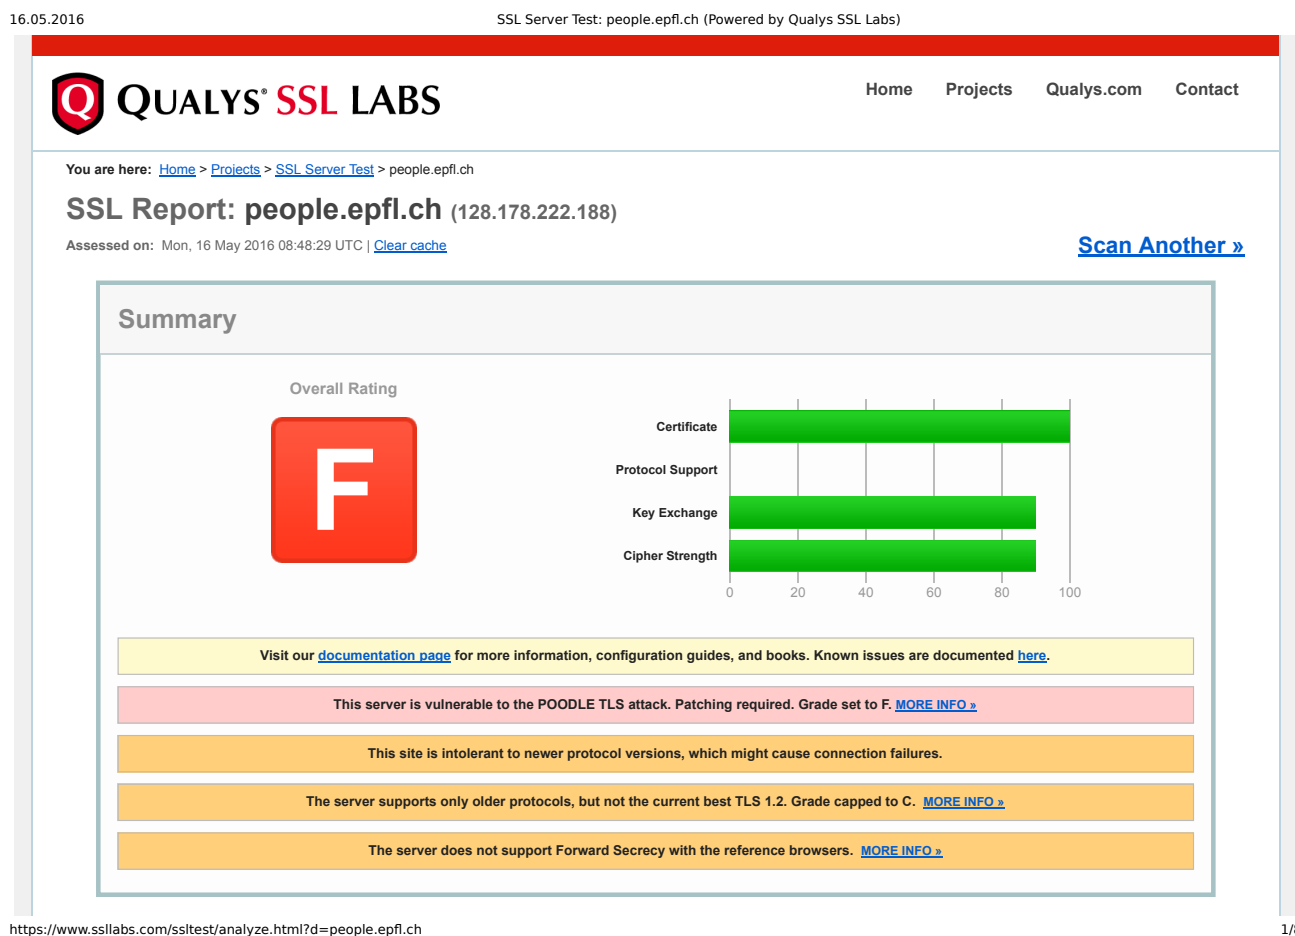 16.05.2016 SSL Server Test: people.epfl.ch (Powered by Qualys SSL Labs)
QUALYS® SSL LABS
Home Projects Qualys.com Contact
You are here: Home > Projects > SSL Server Test > people.epfl.ch
SSL Report: people.epfl.ch (128.178.222.188)
Assessed on: Mon, 16 May 2016 08:48:29 UTC | Clear cache
Scan Another »
Summary
Overall Rating
F
Certificate
Protocol Support
Key Exchange
Cipher Strength
0 20 40 60 80 100
Visit our documentation page for more information, configuration guides, and books. Known issues are documented here.
This server is vulnerable to the POODLE TLS attack. Patching required. Grade set to F. MORE INFO »
This site is intolerant to newer protocol versions, which might cause connection failures.
The server supports only older protocols, but not the current best TLS 1.2. Grade capped to C. MORE INFO »
The server does not support Forward Secrecy with the reference browsers. MORE INFO »
https://www.ssllabs.com/ssltest/analyze.html?d=people.epfl.ch 1/8